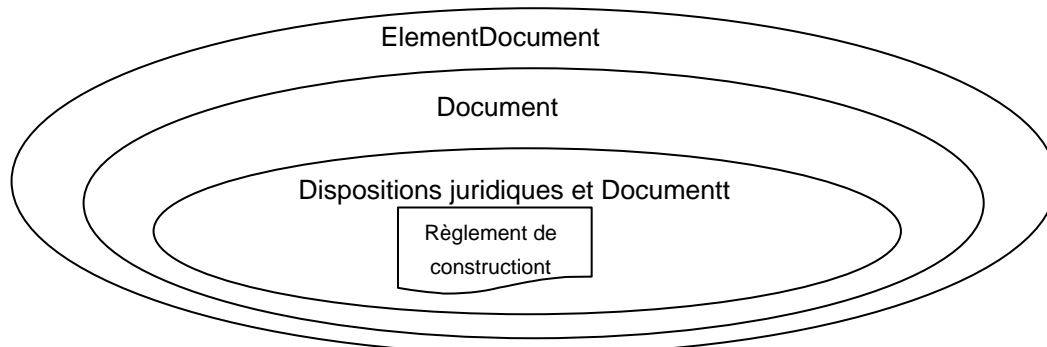 ElementDocument
Document
Dispositions juridiques et Documentt
Règlement de
constructiont